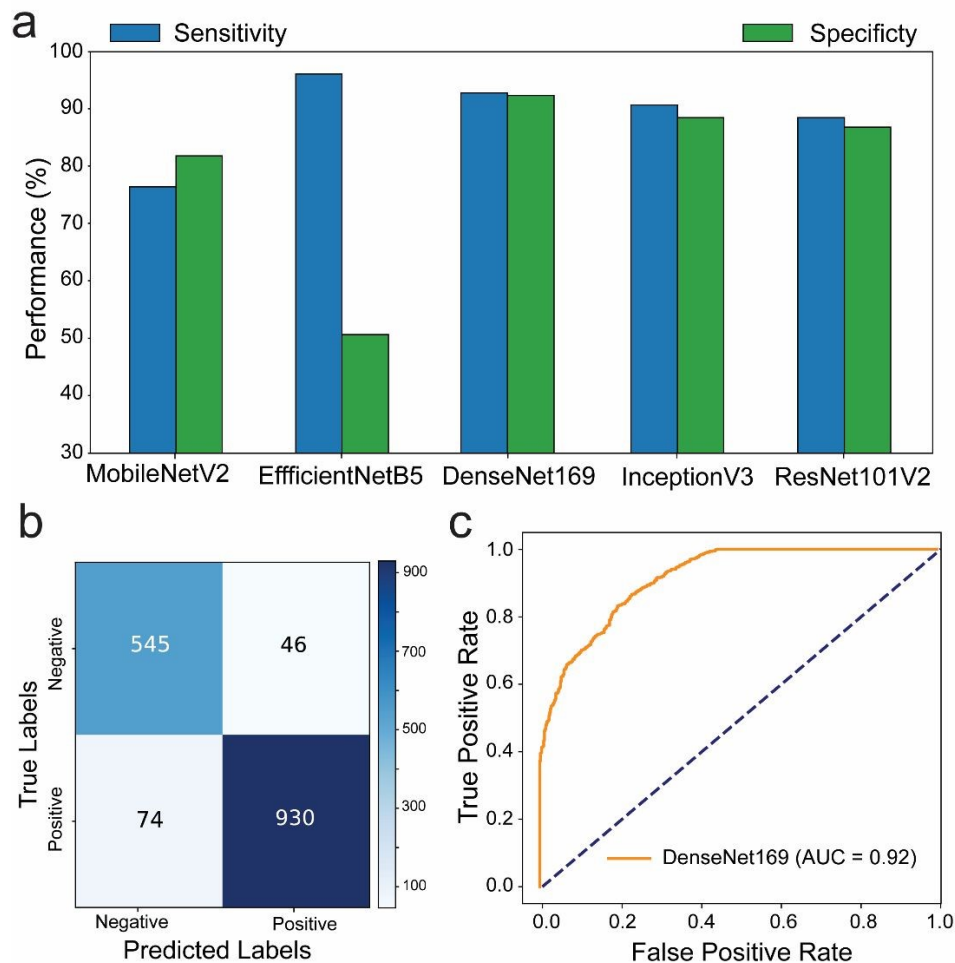 a
Sensitivity
Specificty
100
90
80
70
60
50
40
30
Performance (%)
MobileNetV2
EffficientNetB5
DenseNet169
InceptionV3
ResNet101V2
b
True Labels
Negative
Positive
545
46
74
930
Negative
Positive
Predicted Labels
900
700
500
300
100
c
True Positive Rate
1.0
0.8
0.6
0.4
0.2
0.0
DenseNet169 (AUC = 0.92)
0.0
0.2
0.4
0.6
0.8
1.0
False Positive Rate